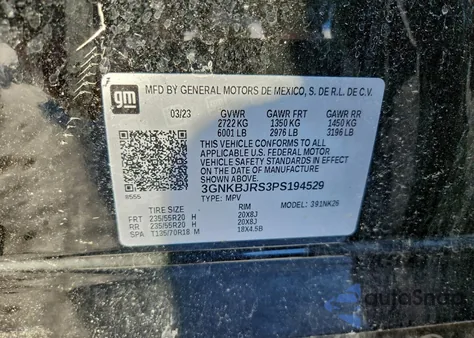 gm
MFD BY GENERAL MOTORS DE MEXICO, S. DE R.L. DE C.V.
03/23 GVWR GAWR FRT GAWR RR
2722 KG 1350 KG 1450 KG
6001 LB 2976 LB 3196 LB
THIS VEHICLE CONFORMS TO ALL
APPLICABLE U.S. FEDERAL MOTOR
VEHICLE SAFETY STANDARDS IN EFFECT
ON THE DATE OF MANUFACTURE
SHOWN ABOVE.
3GNKBJRS3PS194529
TYPE: MPV MODEL: 391NK26
8555
TIRE SIZE RIM
FRT 235/55R20 H 20X8J
RR 235/55R20 H 20X8J
SPA T135/70R18 M 18X4.5B
autoSnap